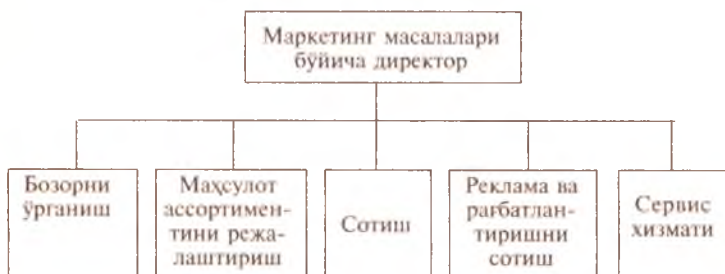 Маркетинг масалалари
бўйича директор
Бозорни
ўрганиш
Маҳсулот
ассортимен-
тини режа-
лаштириш
Сотиш
Реклама ва
рағбатлан-
тиришни
сотиш
Сервис
хизмати